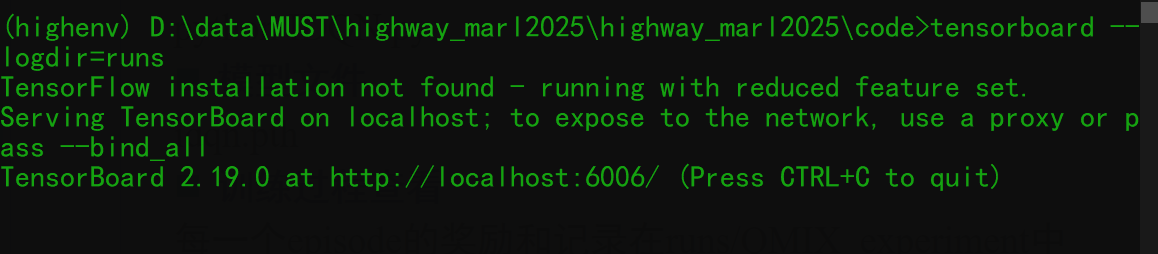 (highenv) D:\data\MUST\highway_marl2025\highway_marl2025\code>tensorboard --
logdir=runs
TensorFlow installation not found - running with reduced feature set.
Serving TensorBoard on localhost; to expose to the network, use a proxy or p
ass --bind_all
TensorBoard 2.19.0 at http://localhost:6006/ (Press CTRL+C to quit)